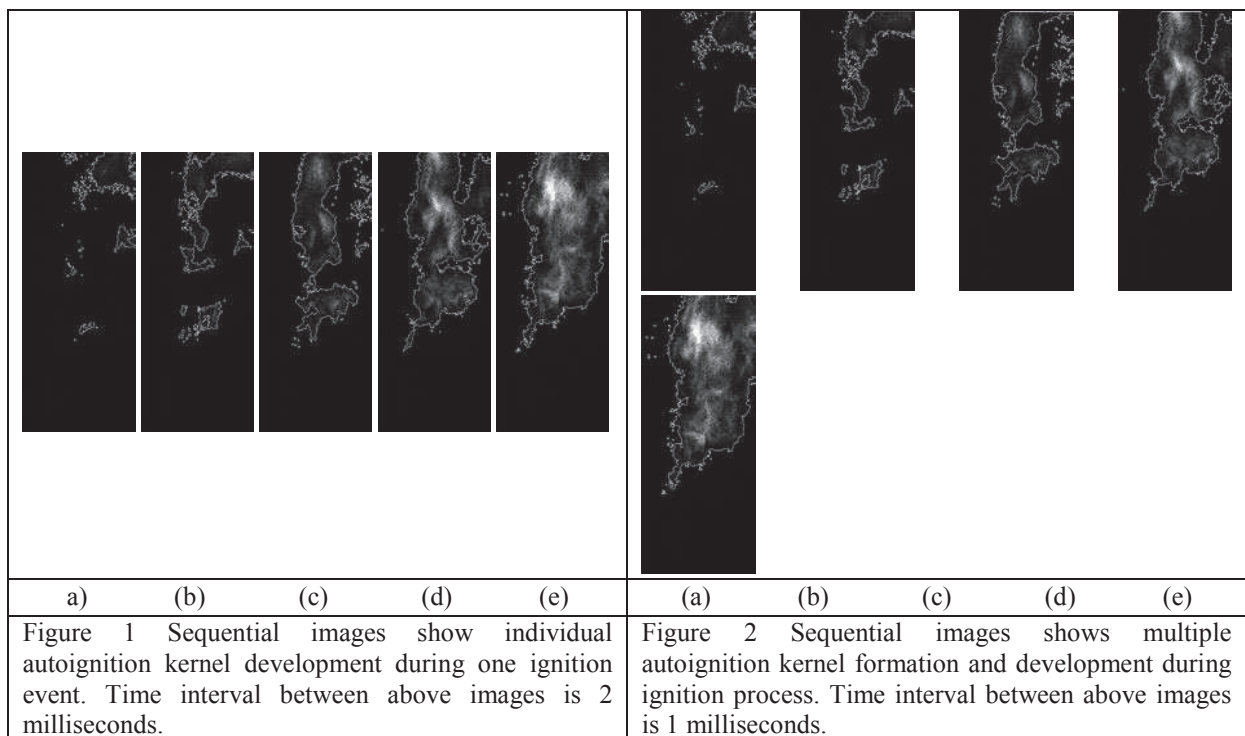 a) (b) (c) (d) (e)
Figure 1 Sequential images show individual
autoignition kernel development during one ignition
event. Time interval between above images is 2
milliseconds.
(a) (b) (c) (d) (e)
Figure 2 Sequential images shows multiple
autoignition kernel formation and development during
ignition process. Time interval between above images
is 1 milliseconds.